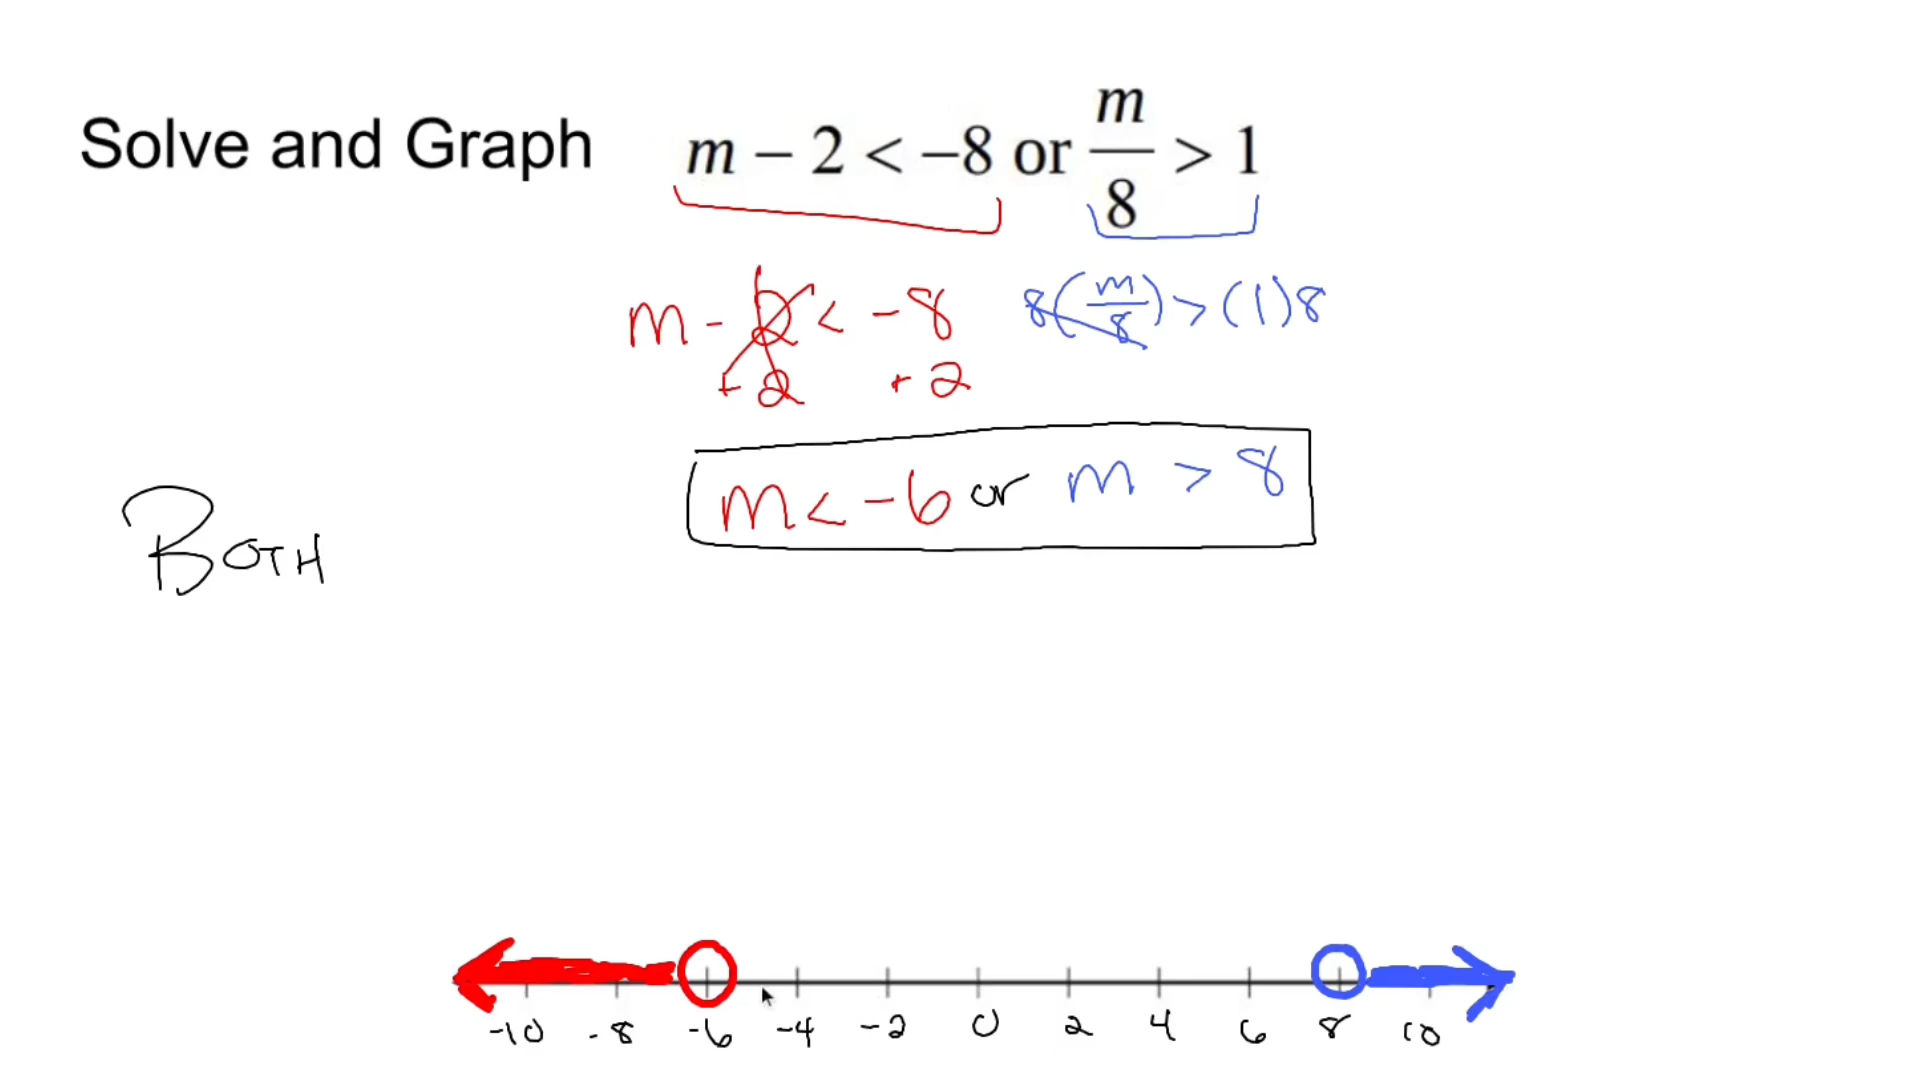 Solve and Graph m − 2 < −8 or m/8 > 1
m - 2 < -8 8(m/8) > (1)8
+2 +2
m < -6 or m > 8
BOTH
-10 -8 -6 -4 -2 0 2 4 6 8 10